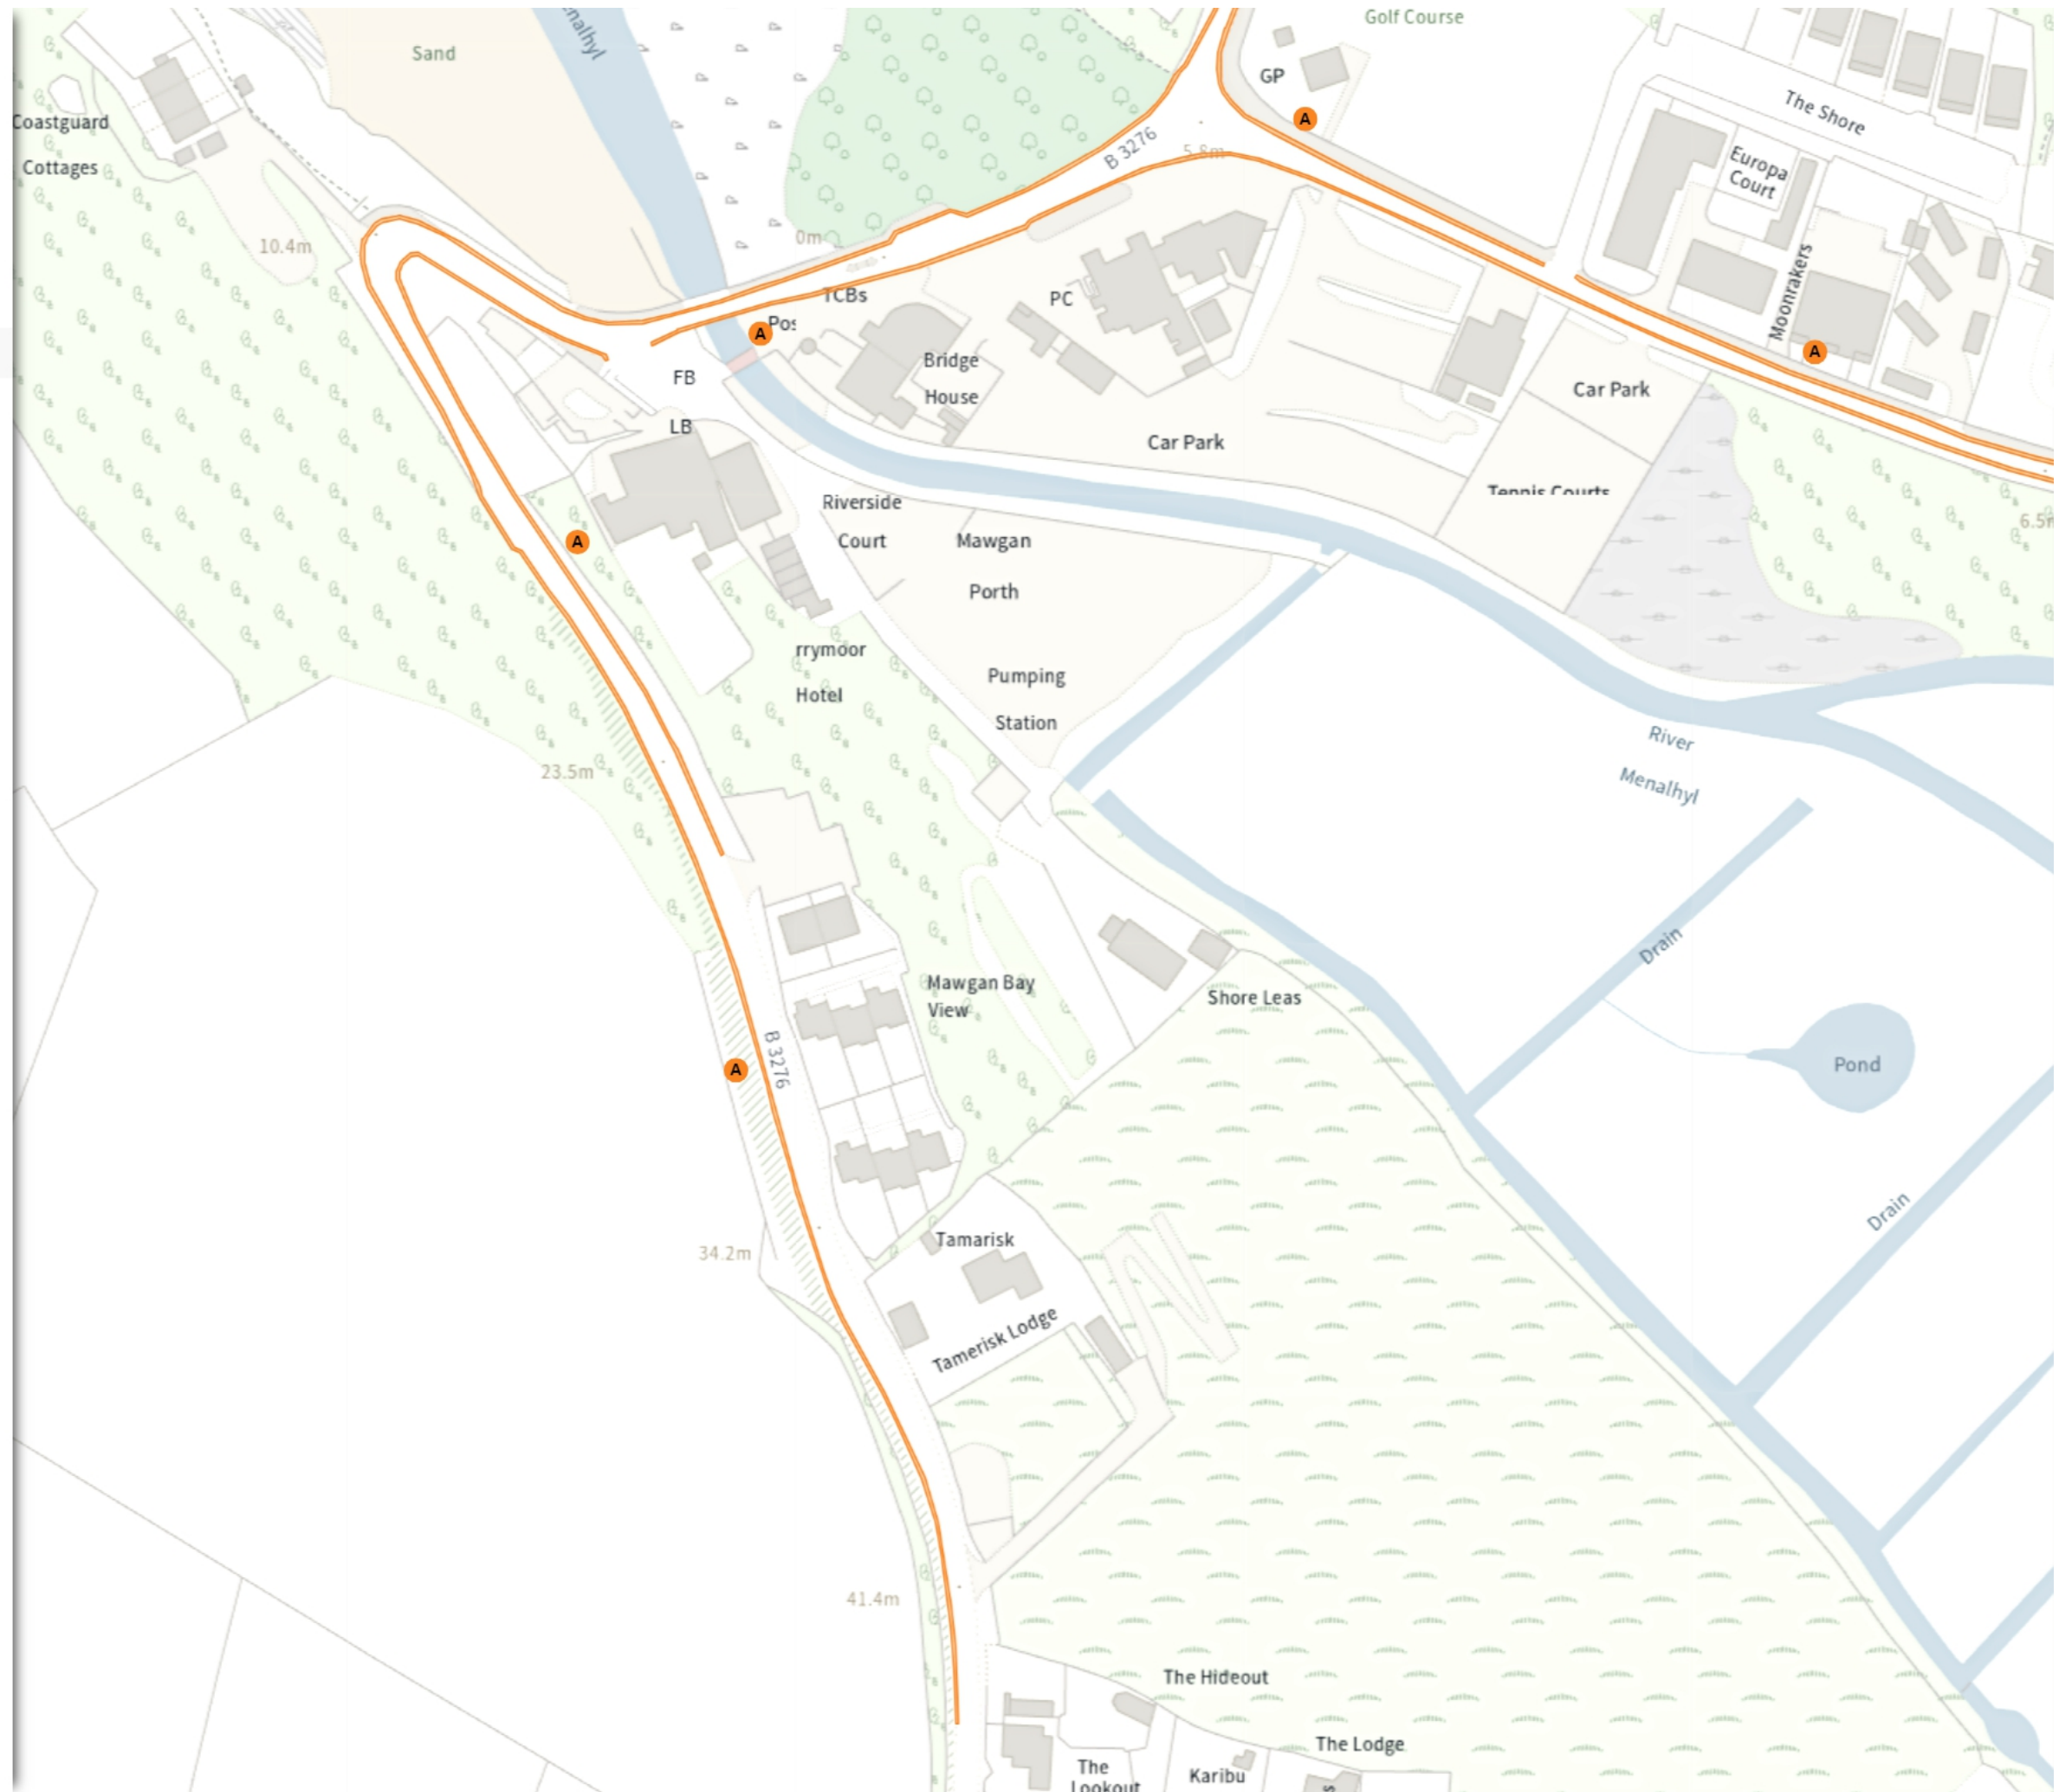 Golf Course
Sand
GP
A
The Shore
Coastguard
Cottages
Europa
Court
B 3276
5.8m
10.4m
0m
Moonrakers
TCBs
PC
A
A
Bridge
House
FB
Car Park
LB
Car Park
Riverside
Court
Mawgan
Porth
Tennis Courts
A
rrymoor
Hotel
Pumping
Station
River
Menalhyl
23.5m
Drain
Mawgan Bay
View
Shore Leas
B 3276
A
Pond
Drain
Tamarisk
34.2m
Tamerisk Lodge
41.4m
The Hideout
The Lodge
The
Lookout
Karibu